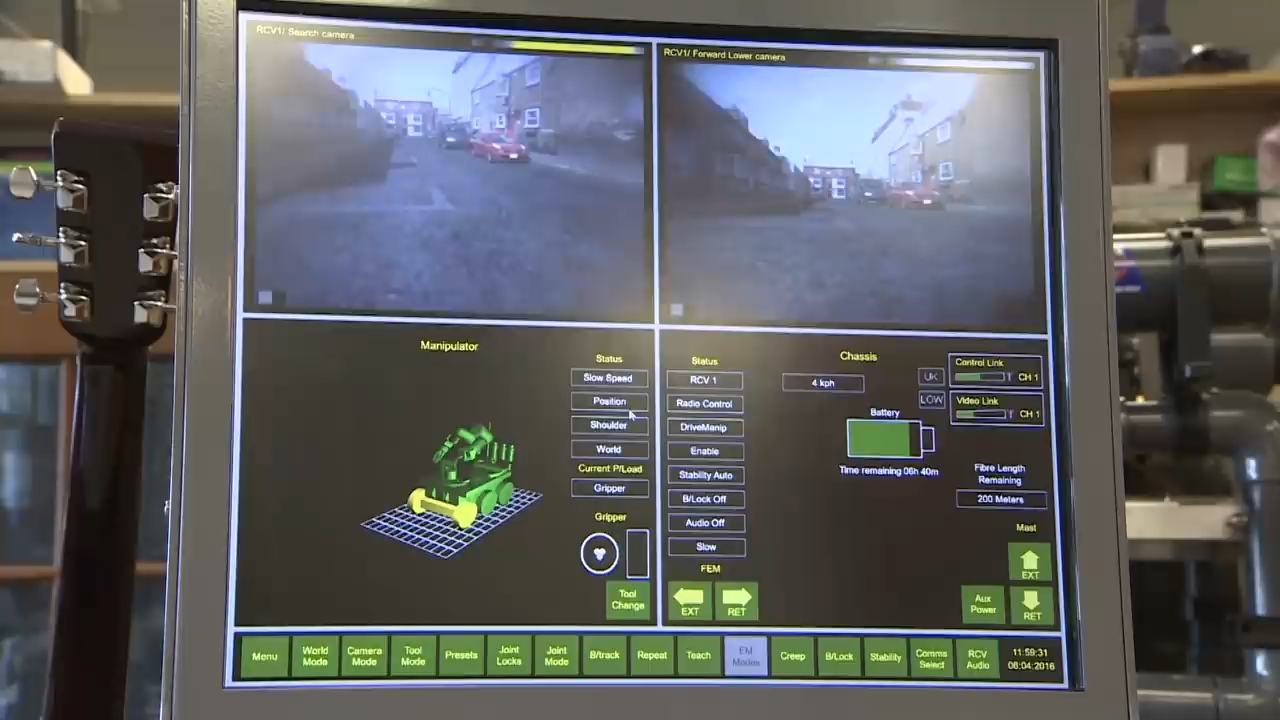 RCV1/ Search camera
RCV1/ Forward Lower camera
Manipulator
Status
Slow Speed
Position
Shoulder
World
Current P/Load
Gripper
Gripper
Tool
Change
Status
RCV 1
Radio Control
DriveManip
Enable
Stability Auto
B/Lock Off
Audio Off
Slow
FEM
EXT
RET
Chassis
4 kph
UK
LOW
Control Link
CH 1
Video Link
CH 1
Battery
Time remaining 06h 40m
Fibre Length
Remaining
200 Meters
Mast
EXT
Aux
Power
RET
Menu
World
Mode
Camera
Mode
Tool
Mode
Presets
Joint
Locks
Joint
Mode
B/track
Repeat
Teach
EM
Modes
Creep
B/Lock
Stability
Comms
Select
RCV
Audio
11:59:31
08:04:2016